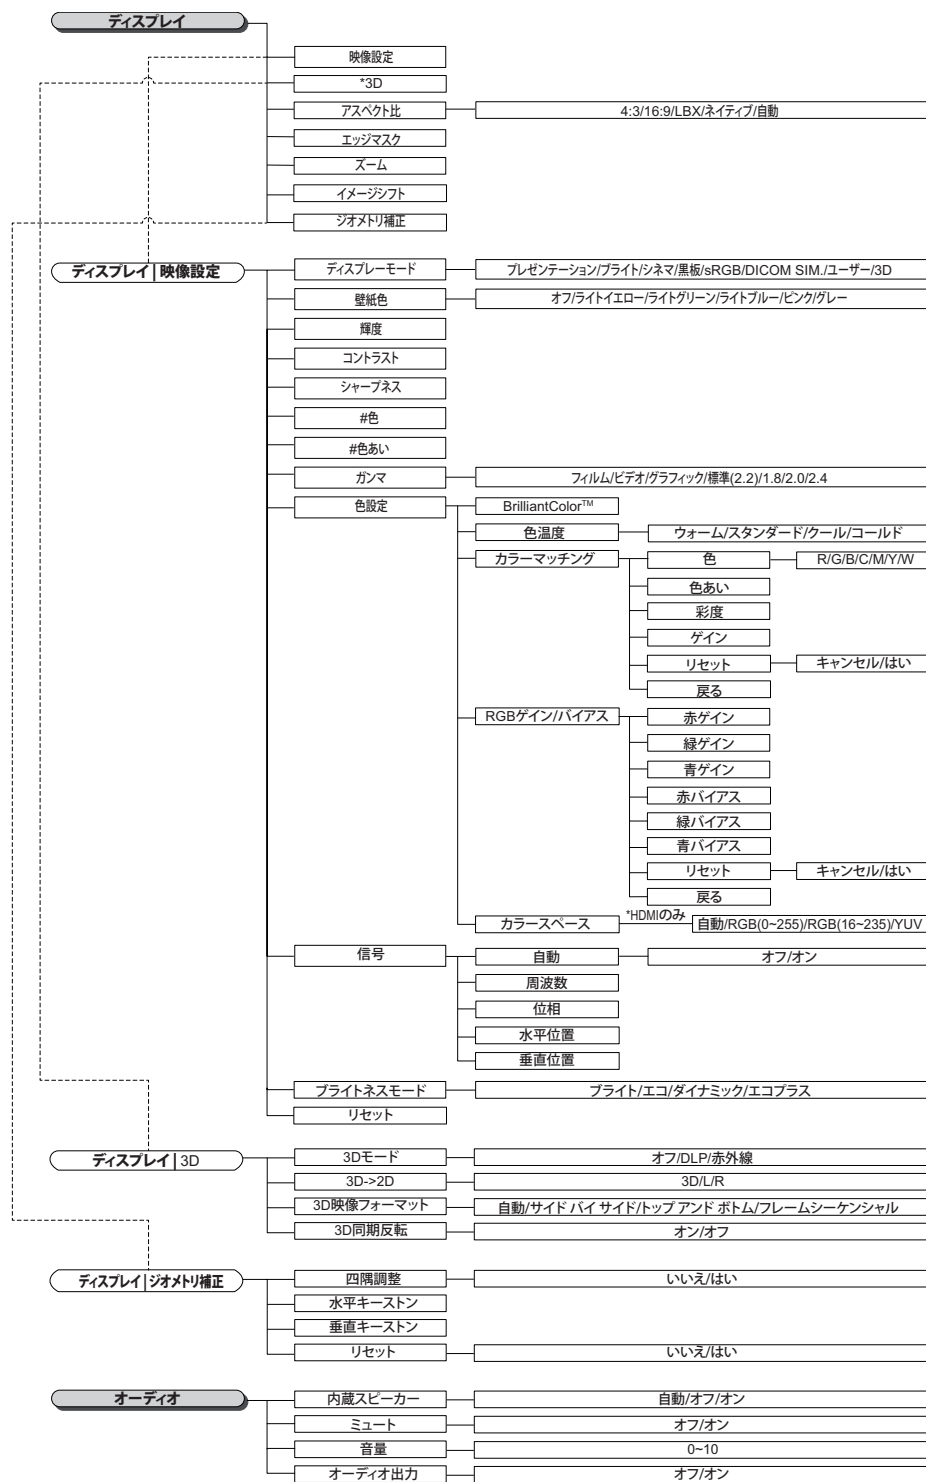 ディスプレイ
映像設定
*3D
アスペクト比 4:3/16:9/LBX/ネイティブ/自動
エッジマスク
ズーム
イメージシフト
ジオメトリ補正
ディスプレイ | 映像設定
ディスプレーモード プレゼンテーション/ブライト/シネマ/黒板/sRGB/DICOM SIM./ユーザー/3D
壁紙色 オフ/ライトイエロー/ライトグリーン/ライトブルー/ピンク/グレー
輝度
コントラスト
シャープネス
#色
#色あい
ガンマ フィルム/ビデオ/グラフィック/標準(2.2)/1.8/2.0/2.4
色設定 BrilliantColor™
色温度 ウォーム/スタンダード/クール/コールド
カラーマッチング 色 R/G/B/C/M/Y/W
色あい
彩度
ゲイン
リセット キャンセル/はい
戻る
RGBゲイン/バイアス 赤ゲイン
緑ゲイン
青ゲイン
赤バイアス
緑バイアス
青バイアス
リセット キャンセル/はい
戻る
カラースペース *HDMIのみ 自動/RGB(0~255)/RGB(16~235)/YUV
信号 自動 オフ/オン
周波数
位相
水平位置
垂直位置
ブライトネスモード ブライト/エコ/ダイナミック/エコプラス
リセット
ディスプレイ | 3D
3Dモード オフ/DLP/赤外線
3D->2D 3D/L/R
3D映像フォーマット 自動/サイド バイ サイド/トップ アンド ボトム/フレームシーケンシャル
3D同期反転 オン/オフ
ディスプレイ | ジオメトリ補正
四隅調整 いいえ/はい
水平キーストン
垂直キーストン
リセット いいえ/はい
オーディオ
内蔵スピーカー 自動/オフ/オン
ミュート オフ/オン
音量 0~10
オーディオ出力 オフ/オン